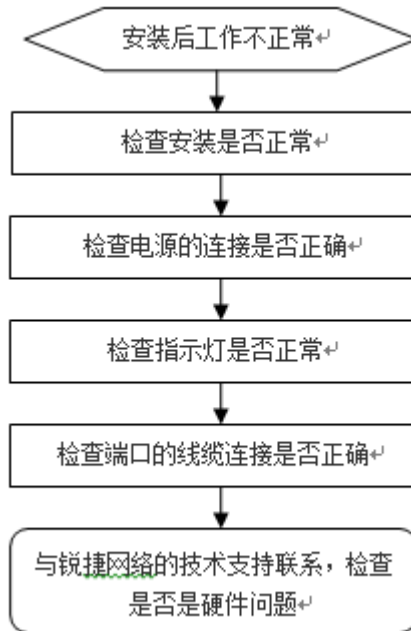 安装后工作不正常
检查安装是否正常
检查电源的连接是否正确
检查指示灯是否正常
检查端口的线缆连接是否正确
与锐捷网络的技术支持联系，检查
是否是硬件问题